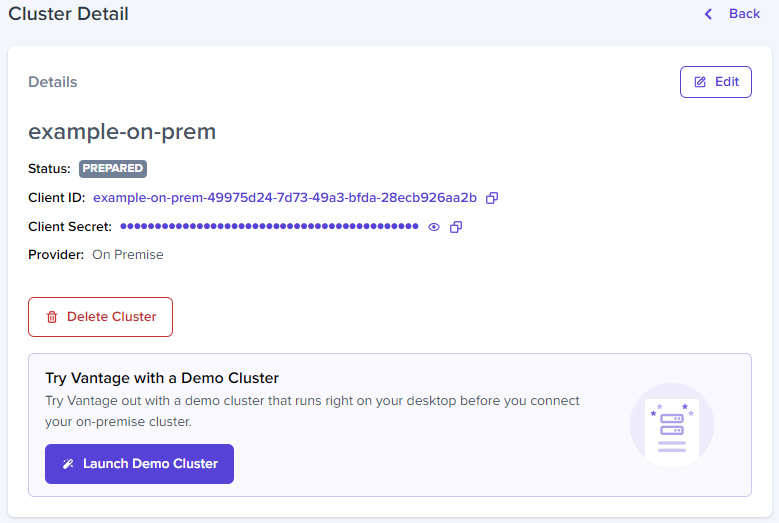 Cluster Detail
Back
Details
Edit
example-on-prem
Status: PREPARED
Client ID: example-on-prem-49975d24-7d73-49a3-bfda-28ecb926aa2b
Client Secret: ●●●●●●●●●●●●●●●●●●●●●●●●●●●●●●●●●●●●●●●●●●●
Provider: On Premise
Delete Cluster
Try Vantage with a Demo Cluster
Try Vantage out with a demo cluster that runs right on your desktop before you connect
your on-premise cluster.
Launch Demo Cluster